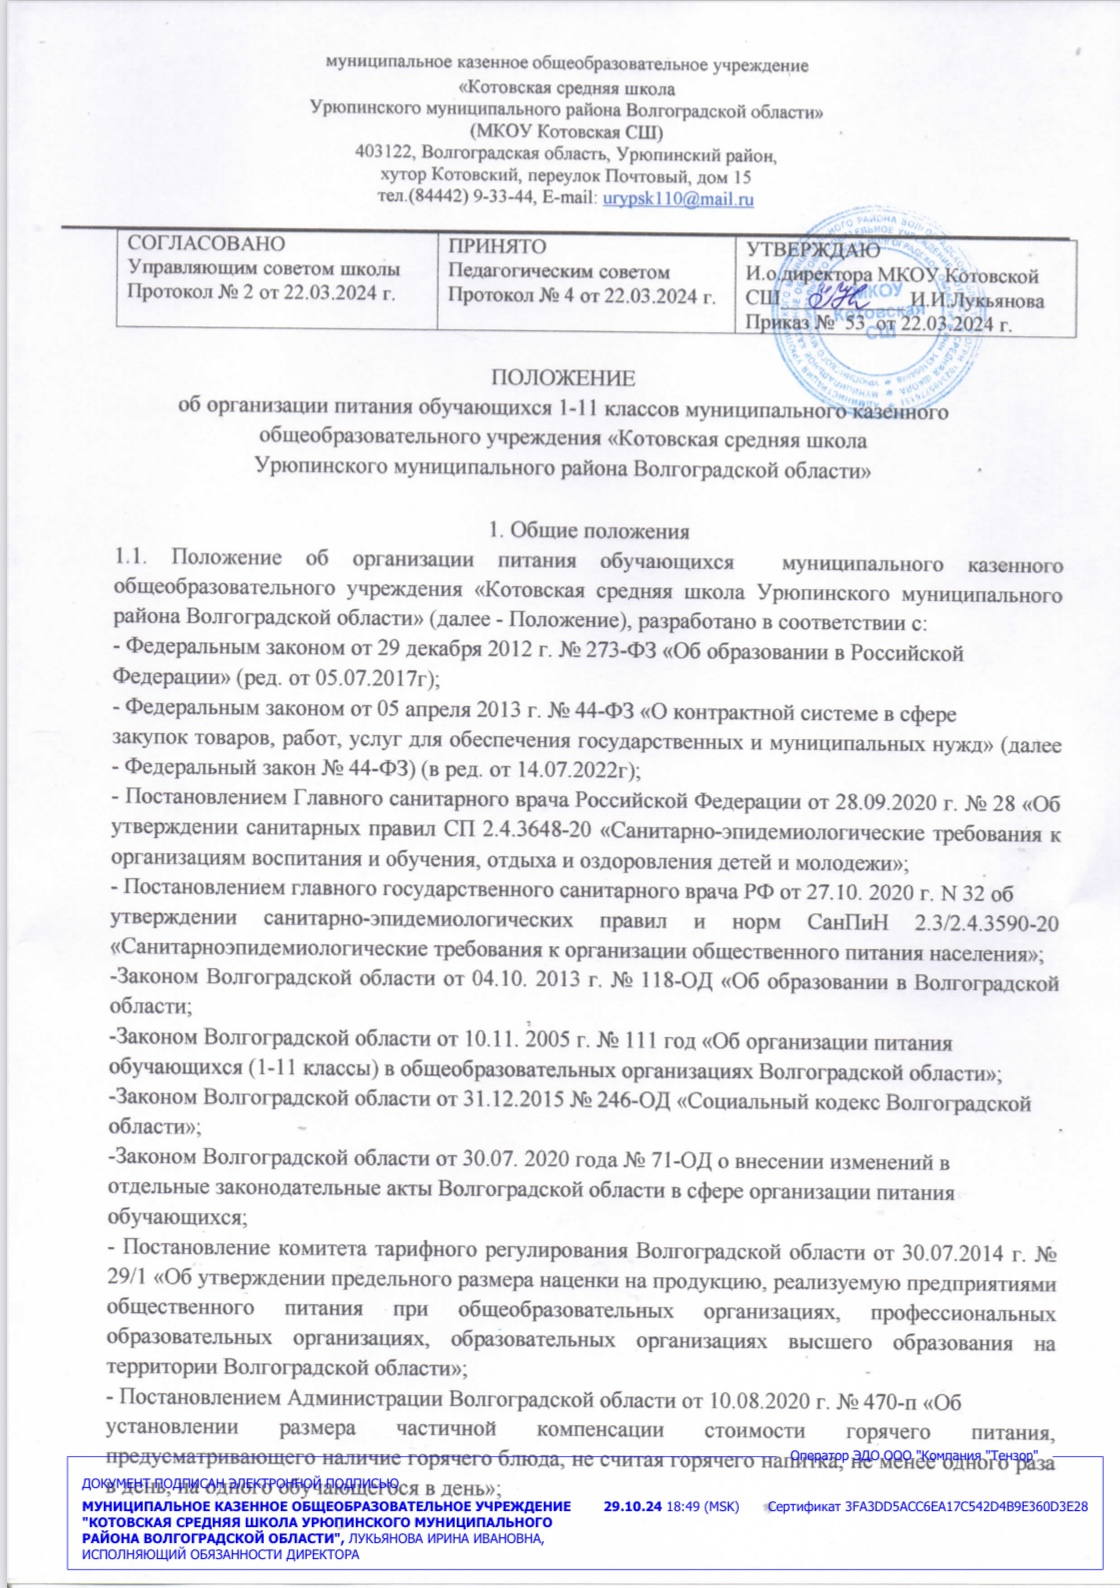 муниципальное казенное общеобразовательное учреждение
«Котовская средняя школа
Урюпинского муниципального района Волгоградской области»
(МКОУ Котовская СШ)
403122, Волгоградская область, Урюпинский район,
хутор Котовский, переулок Почтовый, дом 15
тел.(84442) 9-33-44, E-mail: urypsk110@mail.ru
СОГЛАСОВАНО
Управляющим советом школы
Протокол № 2 от 22.03.2024 г.
ПРИНЯТО
Педагогическим советом
Протокол № 4 от 22.03.2024 г.
УТВЕРЖДАЮ
И.о.директора МКОУ Котовской
СШ И.И.Лукьянова
Приказ № 53 от 22.03.2024 г.
МКОУ
Котовская
СШ
ПОЛОЖЕНИЕ
об организации питания обучающихся 1-11 классов муниципального казенного
общеобразовательного учреждения «Котовская средняя школа
Урюпинского муниципального района Волгоградской области»
1. Общие положения
1.1. Положение об организации питания обучающихся муниципального казенного
общеобразовательного учреждения «Котовская средняя школа Урюпинского муниципального
района Волгоградской области» (далее - Положение), разработано в соответствии с:
- Федеральным законом от 29 декабря 2012 г. № 273-ФЗ «Об образовании в Российской
Федерации» (ред. от 05.07.2017г);
- Федеральным законом от 05 апреля 2013 г. № 44-ФЗ «О контрактной системе в сфере
закупок товаров, работ, услуг для обеспечения государственных и муниципальных нужд» (далее
- Федеральный закон № 44-ФЗ) (в ред. от 14.07.2022г);
- Постановлением Главного санитарного врача Российской Федерации от 28.09.2020 г. № 28 «Об
утверждении санитарных правил СП 2.4.3648-20 «Санитарно-эпидемиологические требования к
организациям воспитания и обучения, отдыха и оздоровления детей и молодежи»;
- Постановлением главного государственного санитарного врача РФ от 27.10. 2020 г. N 32 об
утверждении санитарно-эпидемиологических правил и норм СанПиН 2.3/2.4.3590-20
«Санитарноэпидемиологические требования к организации общественного питания населения»;
-Законом Волгоградской области от 04.10. 2013 г. № 118-ОД «Об образовании в Волгоградской
области;
-Законом Волгоградской области от 10.11. 2005 г. № 111 год «Об организации питания
обучающихся (1-11 классы) в общеобразовательных организациях Волгоградской области»;
-Законом Волгоградской области от 31.12.2015 № 246-ОД «Социальный кодекс Волгоградской
области»;
-Законом Волгоградской области от 30.07. 2020 года № 71-ОД о внесении изменений в
отдельные законодательные акты Волгоградской области в сфере организации питания
обучающихся;
- Постановление комитета тарифного регулирования Волгоградской области от 30.07.2014 г. №
29/1 «Об утверждении предельного размера наценки на продукцию, реализуемую предприятиями
общественного питания при общеобразовательных организациях, профессиональных
образовательных организациях, образовательных организациях высшего образования на
территории Волгоградской области»;
- Постановлением Администрации Волгоградской области от 10.08.2020 г. № 470-п «Об
установлении размера частичной компенсации стоимости горячего питания,
предусматривающего наличие горячего блюда, не считая горячего напитка, не менее одного раза
в день, на одного обучающегося в день»;
Оператор ЭДО ООО "Компания "Тензор"
ДОКУМЕНТ ПОДПИСАН ЭЛЕКТРОННОЙ ПОДПИСЬЮ
МУНИЦИПАЛЬНОЕ КАЗЕННОЕ ОБЩЕОБРАЗОВАТЕЛЬНОЕ УЧРЕЖДЕНИЕ
"КОТОВСКАЯ СРЕДНЯЯ ШКОЛА УРЮПИНСКОГО МУНИЦИПАЛЬНОГО
РАЙОНА ВОЛГОГРАДСКОЙ ОБЛАСТИ", ЛУКЬЯНОВА ИРИНА ИВАНОВНА,
ИСПОЛНЯЮЩИЙ ОБЯЗАННОСТИ ДИРЕКТОРА
29.10.24 18:49 (MSK)
Сертификат 3FA3DD5ACC6EA17C542D4B9E360D3E28